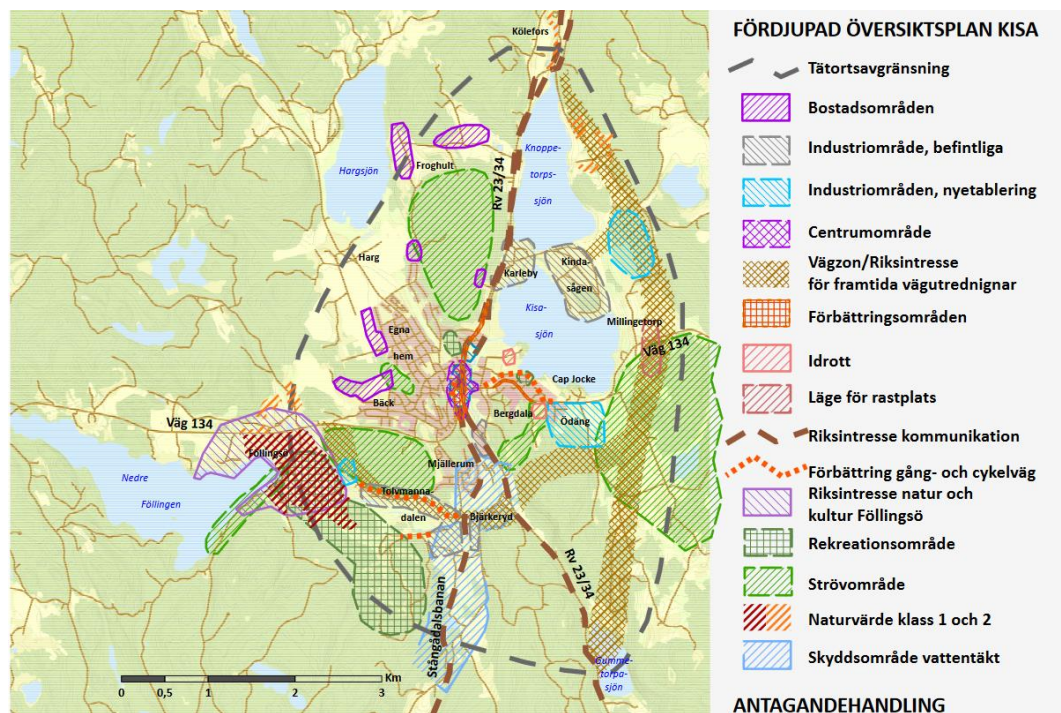 FÖRDJUPAD ÖVERSIKTSPLAN KISA
Tätortsavgränsning
Bostadsområden
Industriområde, befintliga
Industriområden, nyetablering
Centrumområde
Vägzon/Riksintresse
för framtida vägutrednignar
Förbättringsområden
Idrott
Läge för rastplats
Riksintresse kommunikation
Förbättring gång- och cykelväg
Riksintresse natur och
kultur Föllingsö
Rekreationsområde
Strövområde
Naturvärde klass 1 och 2
Skyddsområde vattentäkt
ANTAGANDEHANDLING
Kölefors
Knoppe-
torps-
sjön
Hargsjön
Froghult
Rv 23/34
Harg
Karleby
Kinda-
sågen
Kisa-
sjön
Millingetorp
Egna
hem
Väg 134
Cap Jocke
Bäck
Bergdala
Ödäng
Väg 134
Föllingsö
Mjällerum
Nedre
Föllingen
Tolvmanna-
dalen
Bjärkeryd
Rv 23/34
Stångådalsbanan
Gumme-
torpa-
sjön
Km
0 0,5 1 2 3